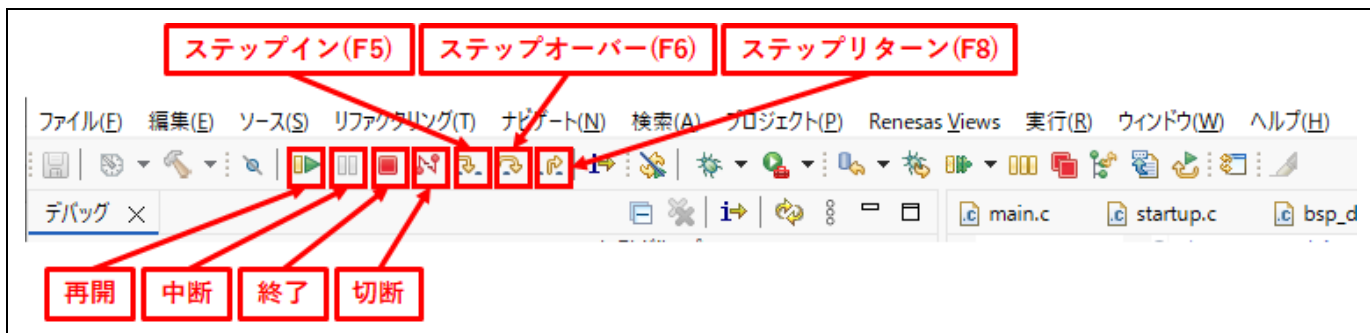 ステップイン(F5) ステップオーバー(F6) ステップリターン(F8)
ファイル(F) 編集(E) ソース(S) リファクタリング(T) ナビゲート(N) 検索(A) プロジェクト(P) Renesas Views 実行(R) ウィンドウ(W) ヘルプ(H)
デバッグ main.c startup.c bsp_d
再開 中断 終了 切断